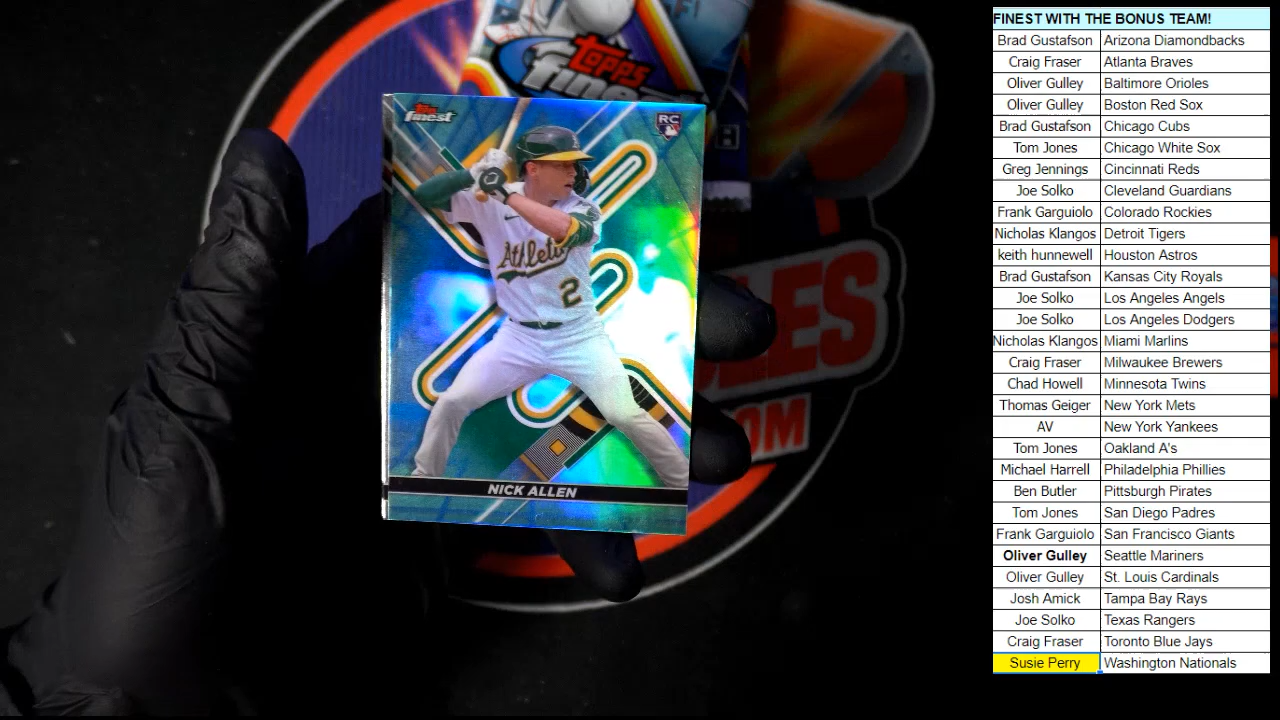 FINEST WITH THE BONUS TEAM!
Brad Gustafson Arizona Diamondbacks
Craig Fraser Atlanta Braves
Oliver Gulley Baltimore Orioles
Oliver Gulley Boston Red Sox
Brad Gustafson Chicago Cubs
Tom Jones Chicago White Sox
Greg Jennings Cincinnati Reds
Joe Solko Cleveland Guardians
Frank Garguiolo Colorado Rockies
Nicholas Klangos Detroit Tigers
keith hunnewell Houston Astros
Brad Gustafson Kansas City Royals
Joe Solko Los Angeles Angels
Joe Solko Los Angeles Dodgers
Nicholas Klangos Miami Marlins
Craig Fraser Milwaukee Brewers
Chad Howell Minnesota Twins
Thomas Geiger New York Mets
AV New York Yankees
Tom Jones Oakland A's
Michael Harrell Philadelphia Phillies
Ben Butler Pittsburgh Pirates
Tom Jones San Diego Padres
Frank Garguiolo San Francisco Giants
Oliver Gulley Seattle Mariners
Oliver Gulley St. Louis Cardinals
Josh Amick Tampa Bay Rays
Joe Solko Texas Rangers
Craig Fraser Toronto Blue Jays
Susie Perry Washington Nationals
topps
finest
RC
Athletics
2
NICK ALLEN